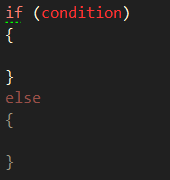 if (condition)
{
}
else
{
}